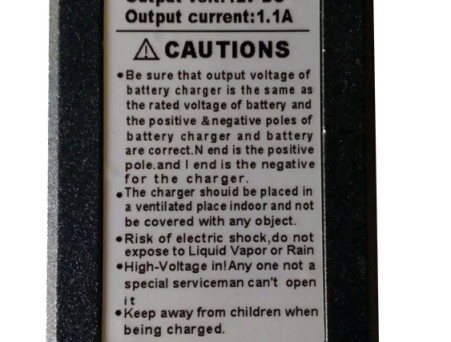 Output current:1.1A
⚠ CAUTIONS
•Be sure that output voltage of
battery charger is the same as
the rated voltage of battery and
the positive &negative poles of
battery charger and battery
are correct.N end is the positive
pole.and I end is the negative
for the charger.
•The charger should be placed in
a ventilated place indoor and not
be covered with any object.
•Risk of electric shock,do not
expose to Liquid Vapor or Rain
•High-Voltage in!Any one not a
special serviceman can't open
it
•Keep away from children when
being charged.